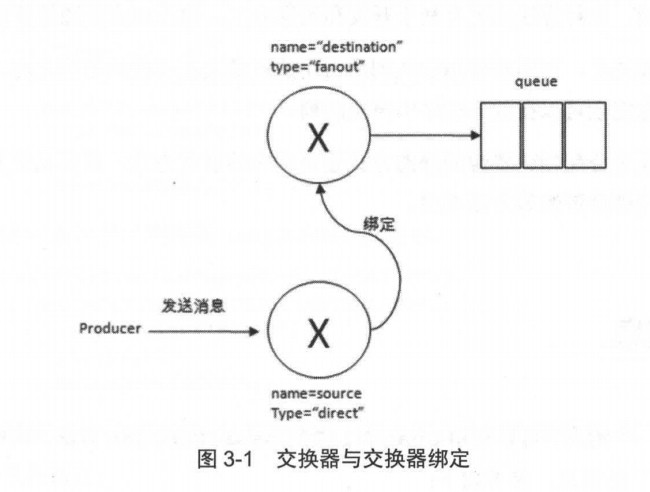 name="destination"
type="fanout"
queue
X
绑定
发送消息
Producer
X
name=source
Type="direct"
图 3-1 交换器与交换器绑定